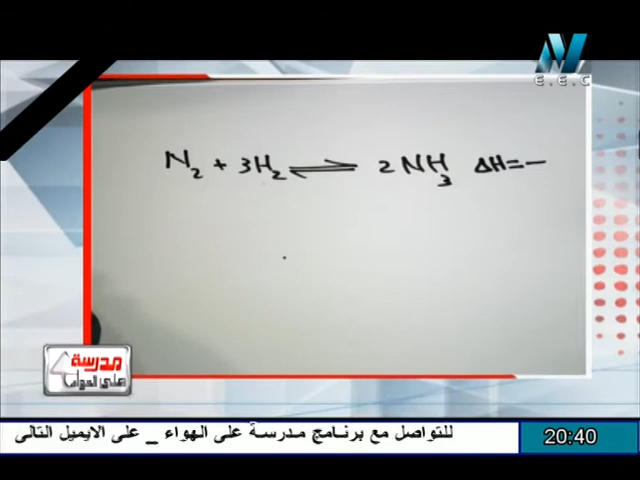 E.E.C
N₂ + 3H₂ ⇌ 2NH₃ ΔH=−
مدرسة
على الهواء
للتواصل مع برنامج مدرسة على الهواء _ على الايميل التالى
20:40